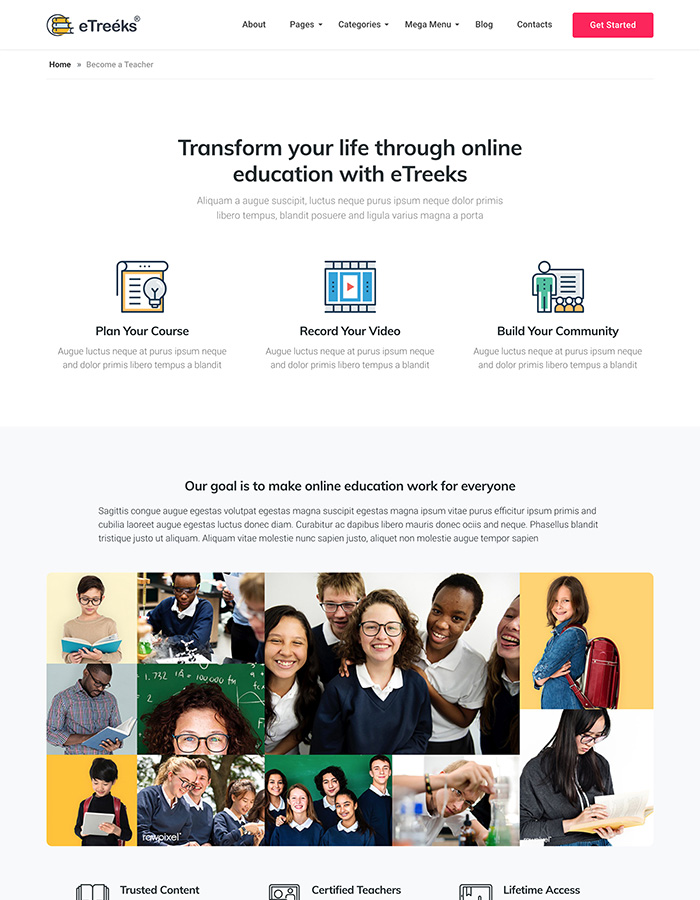 eTreeks®
About Pages Categories Mega Menu Blog Contacts Get Started
Home » Become a Teacher
Transform your life through online
education with eTreeks
Aliquam a augue suscipit, luctus neque purus ipsum neque dolor primis
libero tempus, blandit posuere and ligula varius magna a porta
Plan Your Course
Augue luctus neque at purus ipsum neque
and dolor primis libero tempus a blandit
Record Your Video
Augue luctus neque at purus ipsum neque
and dolor primis libero tempus a blandit
Build Your Community
Augue luctus neque at purus ipsum neque
and dolor primis libero tempus a blandit
Our goal is to make online education work for everyone
Sagittis congue augue egestas volutpat egestas magna suscipit egestas magna ipsum vitae purus efficitur ipsum primis and
cubilia laoreet augue egestas luctus donec diam. Curabitur ac dapibus libero mauris donec ociis and neque. Phasellus blandit
tristique justo ut aliquam. Aliquam vitae molestie nunc sapien justo, aliquet non molestie augue tempor sapien
1.732 = 100,000
rawpixel
rawpixel
Trusted Content
Certified Teachers
Lifetime Access